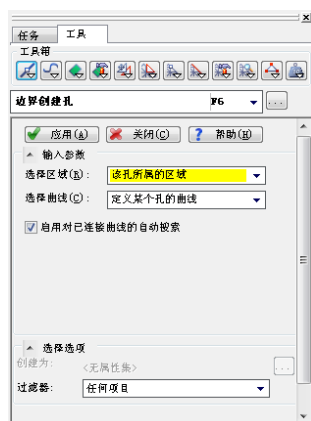 任务 工具
工具箱
边界创建孔 F6 ...
应用(A) 关闭(C) ? 帮助(H)
输入参数
选择区域(R)： 该孔所属的区域
选择曲线(C)： 定义某个孔的曲线
启用对已连接曲线的自动搜索
选择选项
创建为： <无属性集> ...
过滤器： 任何项目